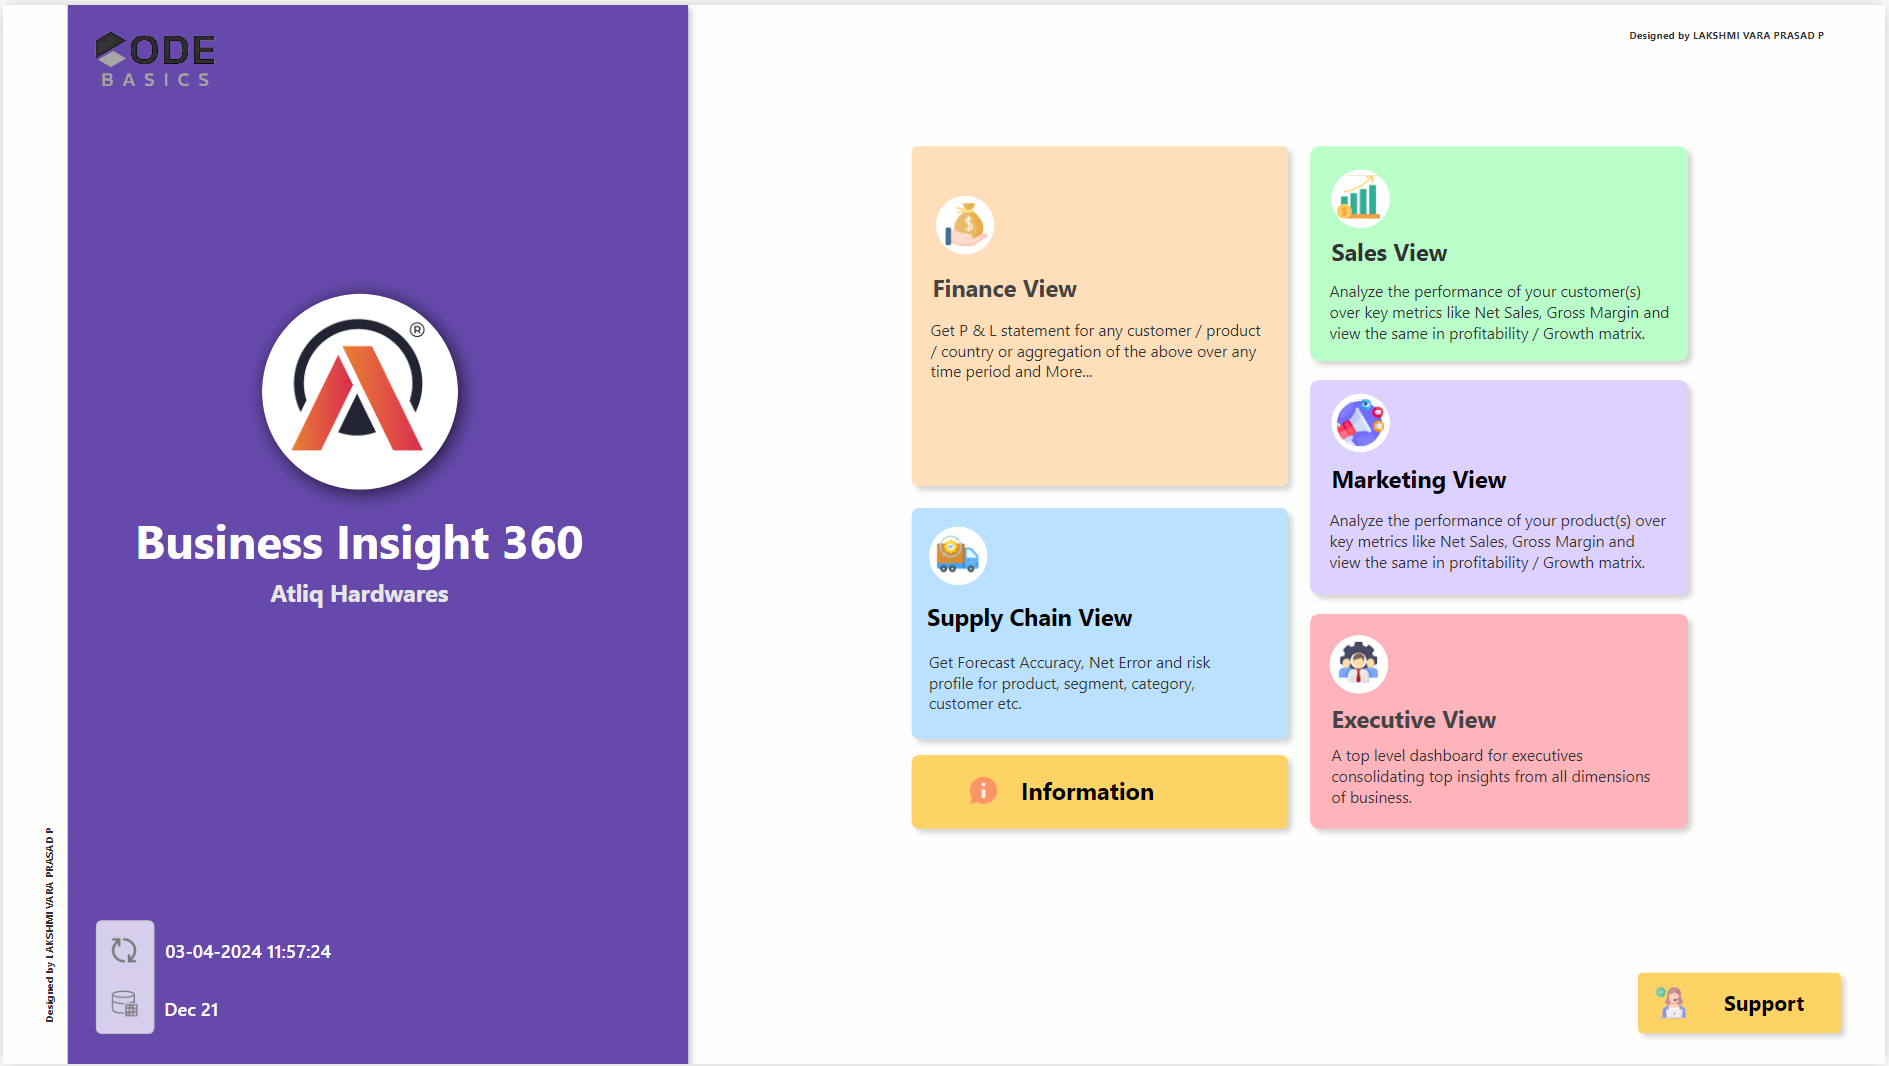 CODE
BASICS
Designed by LAKSHMI VARA PRASAD P
®
Business Insight 360
Atliq Hardwares
03-04-2024 11:57:24
Dec 21
Designed by LAKSHMI VARA PRASAD P
Finance View
Get P & L statement for any customer / product
/ country or aggregation of the above over any
time period and More...
Supply Chain View
Get Forecast Accuracy, Net Error and risk
profile for product, segment, category,
customer etc.
Information
Sales View
Analyze the performance of your customer(s)
over key metrics like Net Sales, Gross Margin and
view the same in profitability / Growth matrix.
Marketing View
Analyze the performance of your product(s) over
key metrics like Net Sales, Gross Margin and
view the same in profitability / Growth matrix.
Executive View
A top level dashboard for executives
consolidating top insights from all dimensions
of business.
Support